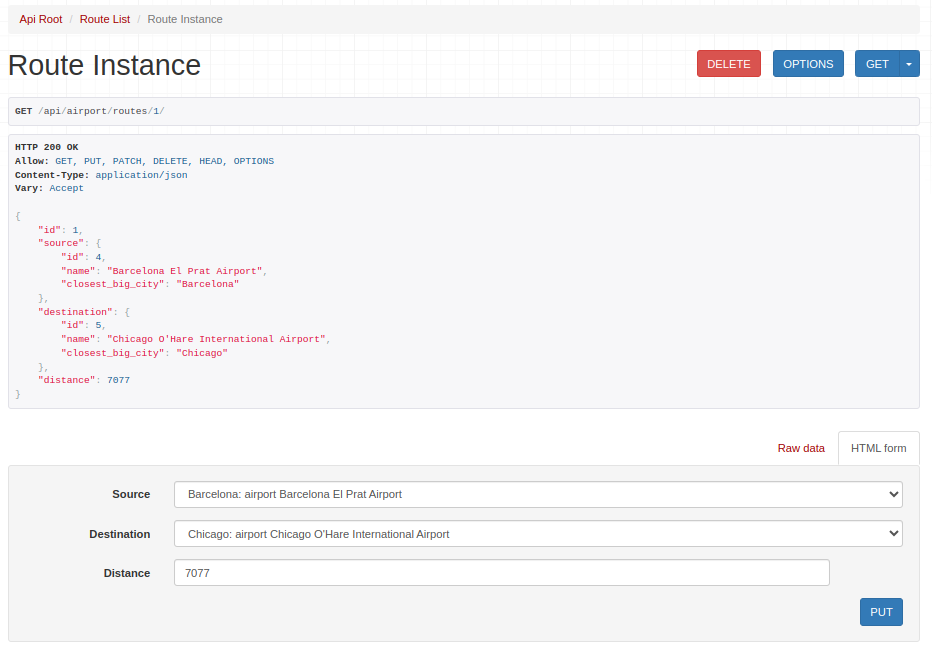 Api Root / Route List / Route Instance
Route Instance
DELETE OPTIONS GET
GET /api/airport/routes/1/
HTTP 200 OK
Allow: GET, PUT, PATCH, DELETE, HEAD, OPTIONS
Content-Type: application/json
Vary: Accept
{
"id": 1,
"source": {
"id": 4,
"name": "Barcelona El Prat Airport",
"closest_big_city": "Barcelona"
},
"destination": {
"id": 5,
"name": "Chicago O'Hare International Airport",
"closest_big_city": "Chicago"
},
"distance": 7077
}
Raw data HTML form
Source Barcelona: airport Barcelona El Prat Airport
Destination Chicago: airport Chicago O'Hare International Airport
Distance 7077
PUT